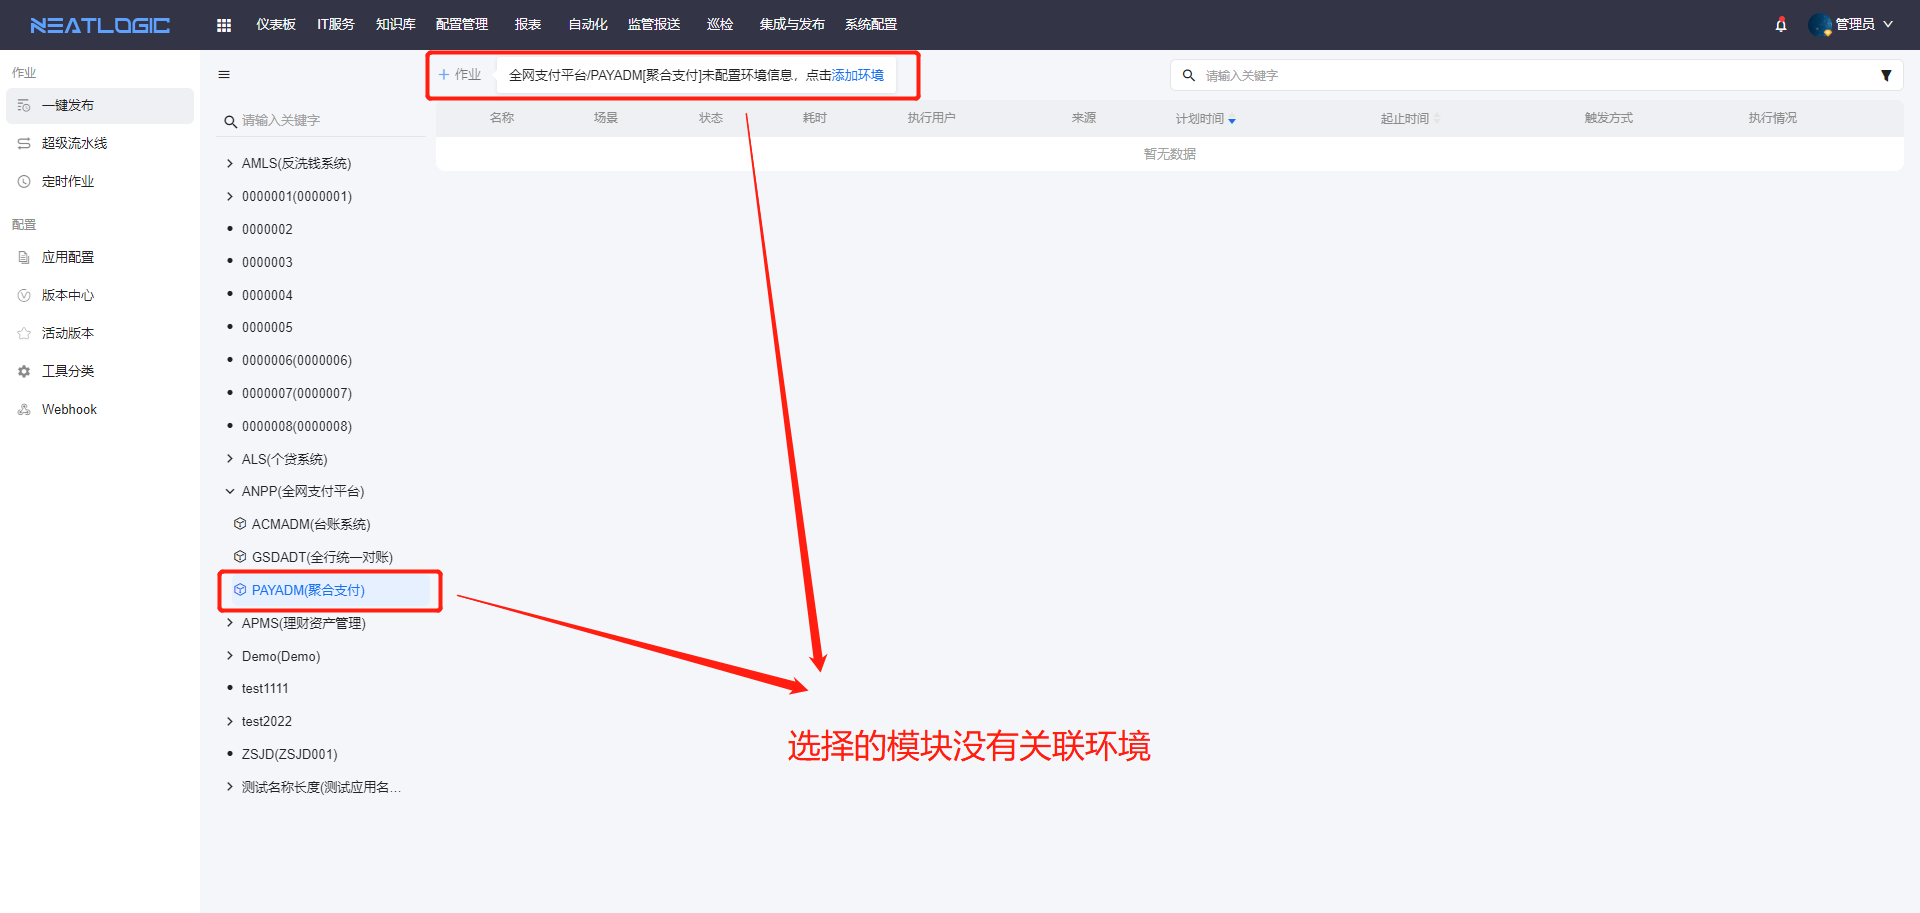 NEATLOGIC
仪表板 IT服务 知识库 配置管理 报表 自动化 监管报送 巡检 集成与发布 系统配置
管理员
作业
一键发布
超级流水线
定时作业
配置
应用配置
版本中心
活动版本
工具分类
Webhook
请输入关键字
AMLS(反洗钱系统)
0000001(0000001)
0000002
0000003
0000004
0000005
0000006(0000006)
0000007(0000007)
0000008(0000008)
ALS(个贷系统)
ANPP(全网支付平台)
ACMADM(台账系统)
GSDADT(全行统一对账)
PAYADM(聚合支付)
APMS(理财资产管理)
Demo(Demo)
test1111
test2022
ZSJD(ZSJD001)
测试名称长度(测试应用名...
+ 作业
全网支付平台/PAYADM[聚合支付]未配置环境信息，点击添加环境
请输入关键字
名称 场景 状态 耗时 执行用户 来源 计划时间 起止时间 触发方式 执行情况
暂无数据
选择的模块没有关联环境